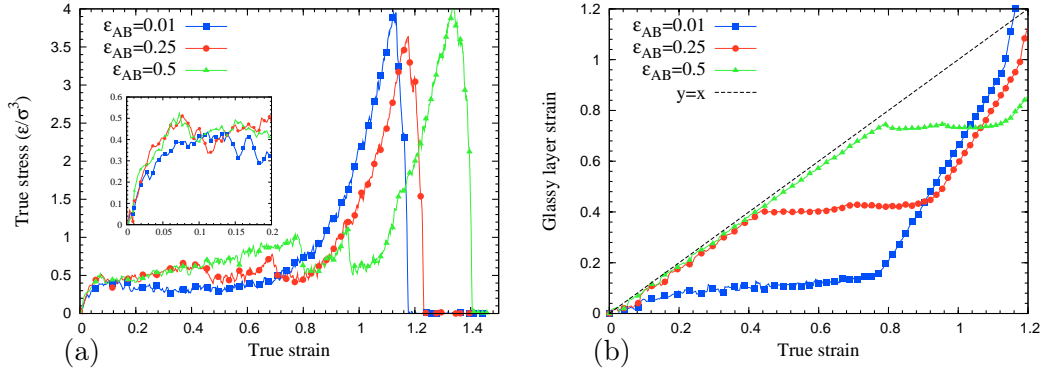 ε_AB=0.01
ε_AB=0.25
ε_AB=0.5
True stress (ε/σ³)
4
3.5
3
2.5
2
1.5
1
0.5
0
0 0.2 0.4 0.6 0.8 1 1.2 1.4
True strain
0.6
0.5
0.4
0.3
0.2
0.1
0
0 0.05 0.1 0.15 0.2
(a)
ε_AB=0.01
ε_AB=0.25
ε_AB=0.5
y=x
Glassy layer strain
1.2
1
0.8
0.6
0.4
0.2
0
0 0.2 0.4 0.6 0.8 1 1.2
True strain
(b)